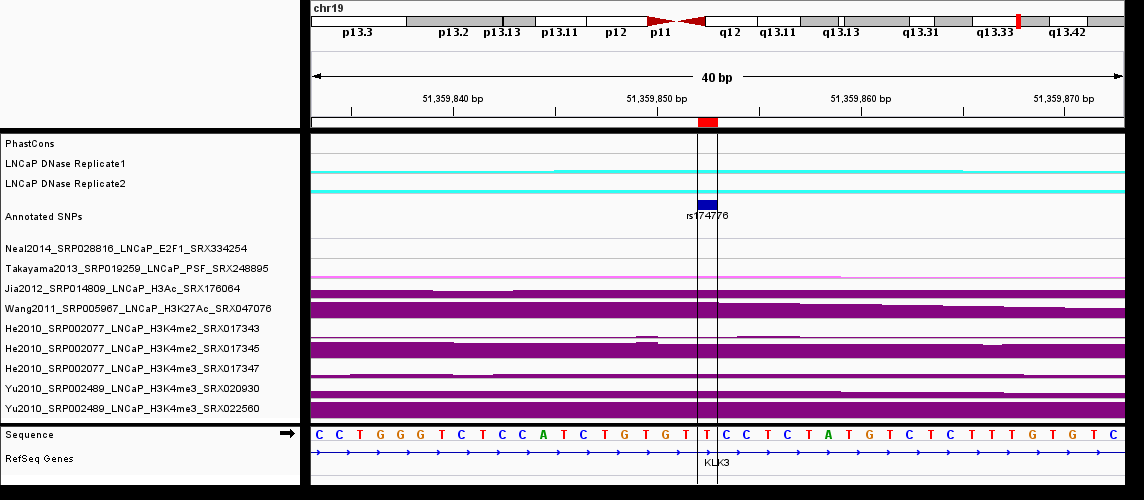 chr19
p13.3 p13.2 p13.13 p13.11 p12 p11 q12 q13.11 q13.13 q13.31 q13.33 q13.42
40 bp
51,359,840 bp 51,359,850 bp 51,359,860 bp 51,359,870 bp
PhastCons
LNCaP DNase Replicate1
LNCaP DNase Replicate2
Annotated SNPs
rs174776
Neal2014_SRP028816_LNCaP_E2F1_SRX334254
Takayama2013_SRP019259_LNCaP_PSF_SRX248895
Jia2012_SRP014809_LNCaP_H3Ac_SRX176064
Wang2011_SRP005967_LNCaP_H3K27Ac_SRX047076
He2010_SRP002077_LNCaP_H3K4me2_SRX017343
He2010_SRP002077_LNCaP_H3K4me2_SRX017345
He2010_SRP002077_LNCaP_H3K4me3_SRX017347
Yu2010_SRP002489_LNCaP_H3K4me3_SRX020930
Yu2010_SRP002489_LNCaP_H3K4me3_SRX022560
Sequence C C T G G G T C T C C A T C T G T G T T C C T C T A T G T C T C T T T G T G T C
RefSeq Genes
KLK3